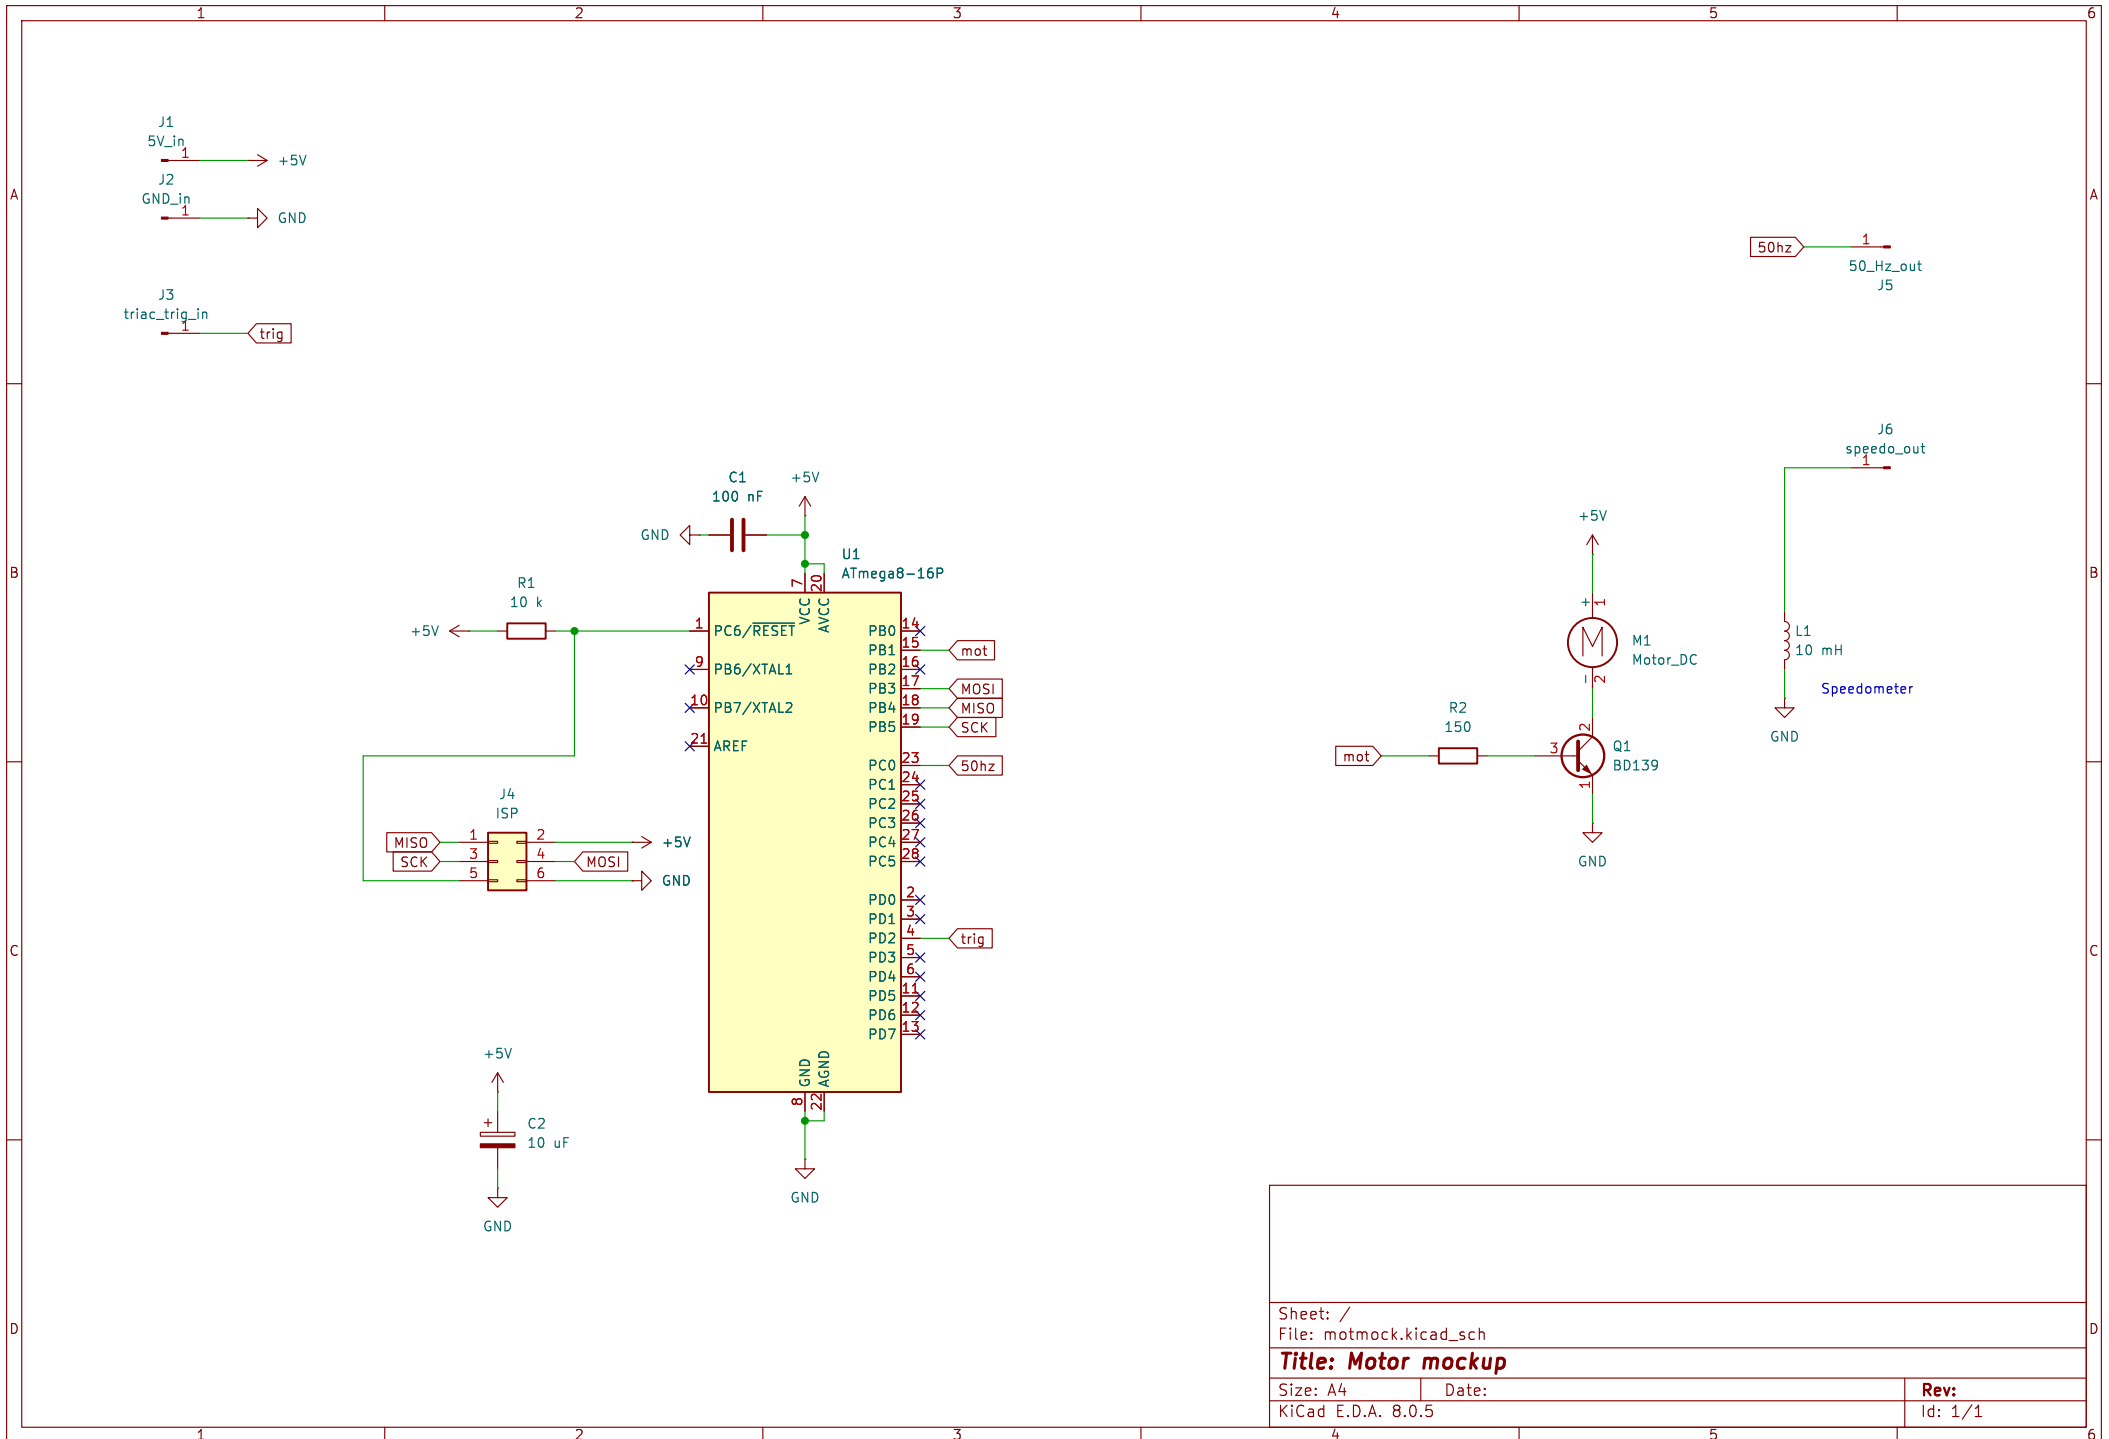 1 2 3 4 5 6
A
B
C
D
A
B
C
D
1 2 3 4 5 6
J1
5V_in
1
+5V
J2
GND_in
1
GND
J3
triac_trig_in
1
trig
50hz
1
50_Hz_out
J5
J6
speedo_out
1
L1
10 mH
Speedometer
GND
C1
100 nF
GND
+5V
U1
ATmega8-16P
R1
10 k
+5V
7 VCC
20 AVCC
1 PC6/RESET
9 PB6/XTAL1
10 PB7/XTAL2
21 AREF
PB0 14
PB1 15 mot
PB2 16
PB3 17 MOSI
PB4 18 MISO
PB5 19 SCK
PC0 23 50hz
PC1 24
PC2 25
PC3 26
PC4 27
PC5 28
PD0 2
PD1 3
PD2 4 trig
PD3 5
PD4 6
PD5 11
PD6 12
PD7 13
GND 8
AGND 22
GND
J4
ISP
MISO 1 2 +5V
SCK 3 4 MOSI
5 6 GND
+5V
+
C2
10 uF
GND
+5V
+ 1
M
M1
Motor_DC
- 2
R2
150
mot
3
2
1
Q1
BD139
GND
Sheet: /
File: motmock.kicad_sch
Title: Motor mockup
Size: A4 Date: Rev:
KiCad E.D.A. 8.0.5 Id: 1/1